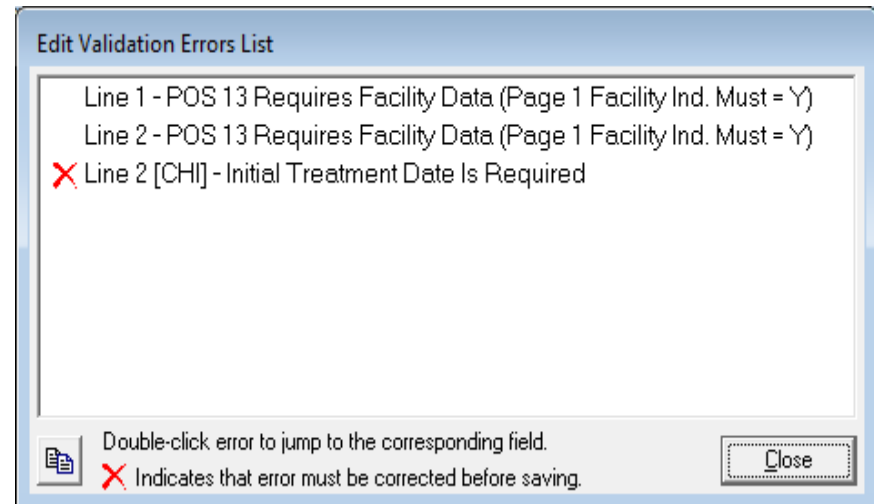 Edit Validation Errors List
Line 1 - POS 13 Requires Facility Data (Page 1 Facility Ind. Must = Y)
Line 2 - POS 13 Requires Facility Data (Page 1 Facility Ind. Must = Y)
Line 2 [CHI] - Initial Treatment Date Is Required
Double-click error to jump to the corresponding field.
Indicates that error must be corrected before saving.
Close